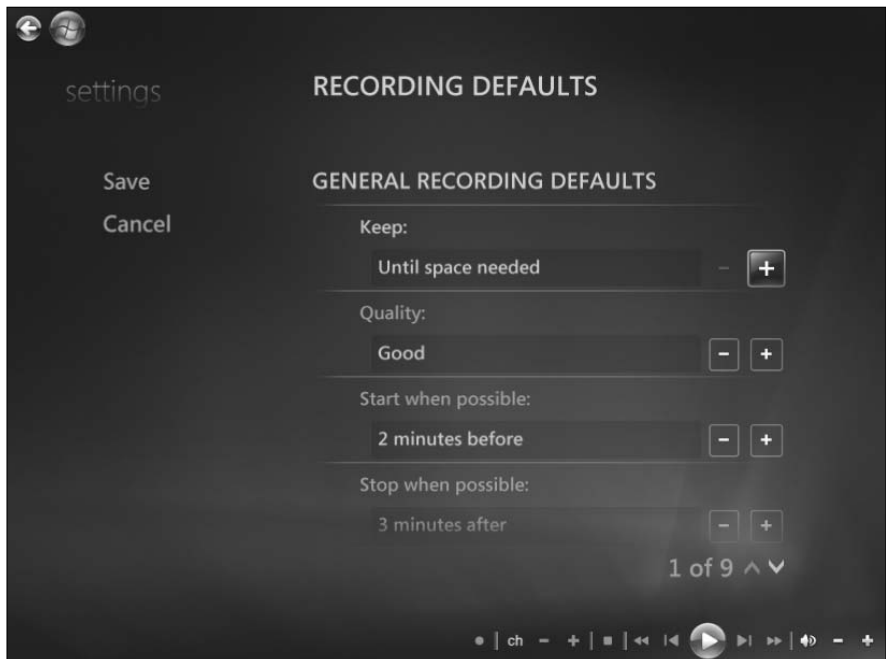 settings
RECORDING DEFAULTS
Save
Cancel
GENERAL RECORDING DEFAULTS
Keep:
Until space needed
Quality:
Good
Start when possible:
2 minutes before
Stop when possible:
3 minutes after
1 of 9
ch